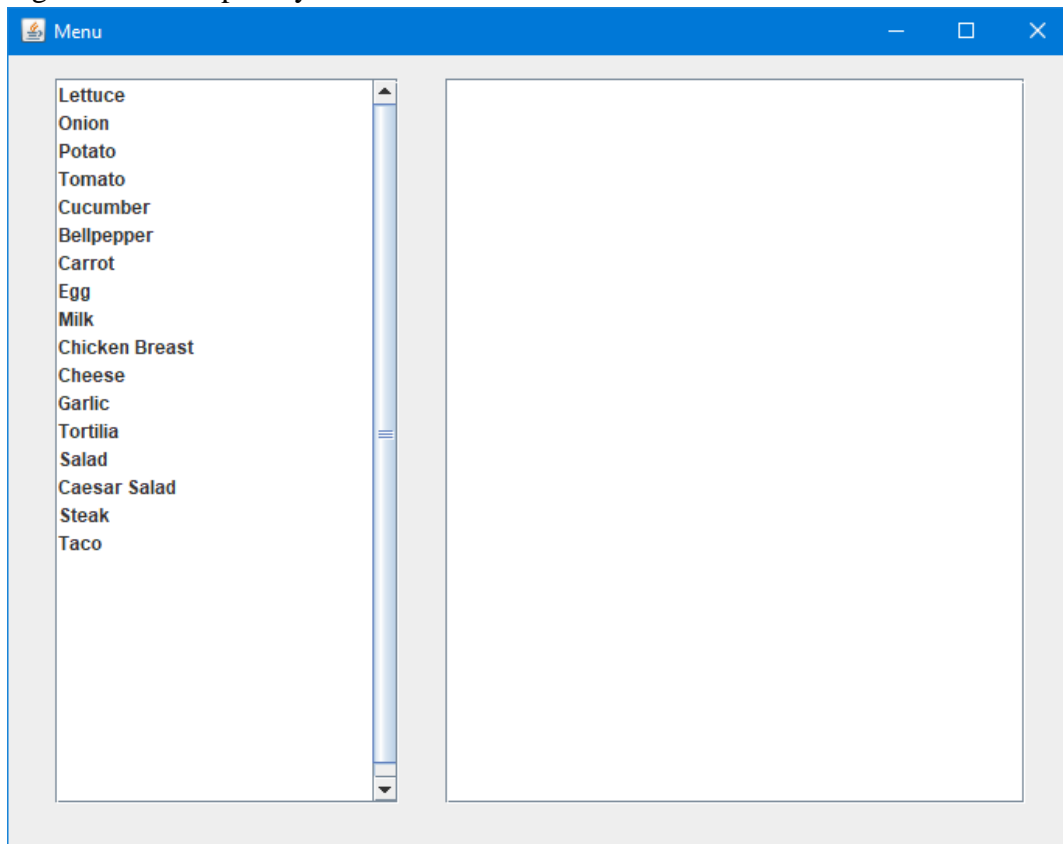 Menu
Lettuce
Onion
Potato
Tomato
Cucumber
Bellpepper
Carrot
Egg
Milk
Chicken Breast
Cheese
Garlic
Tortilia
Salad
Caesar Salad
Steak
Taco